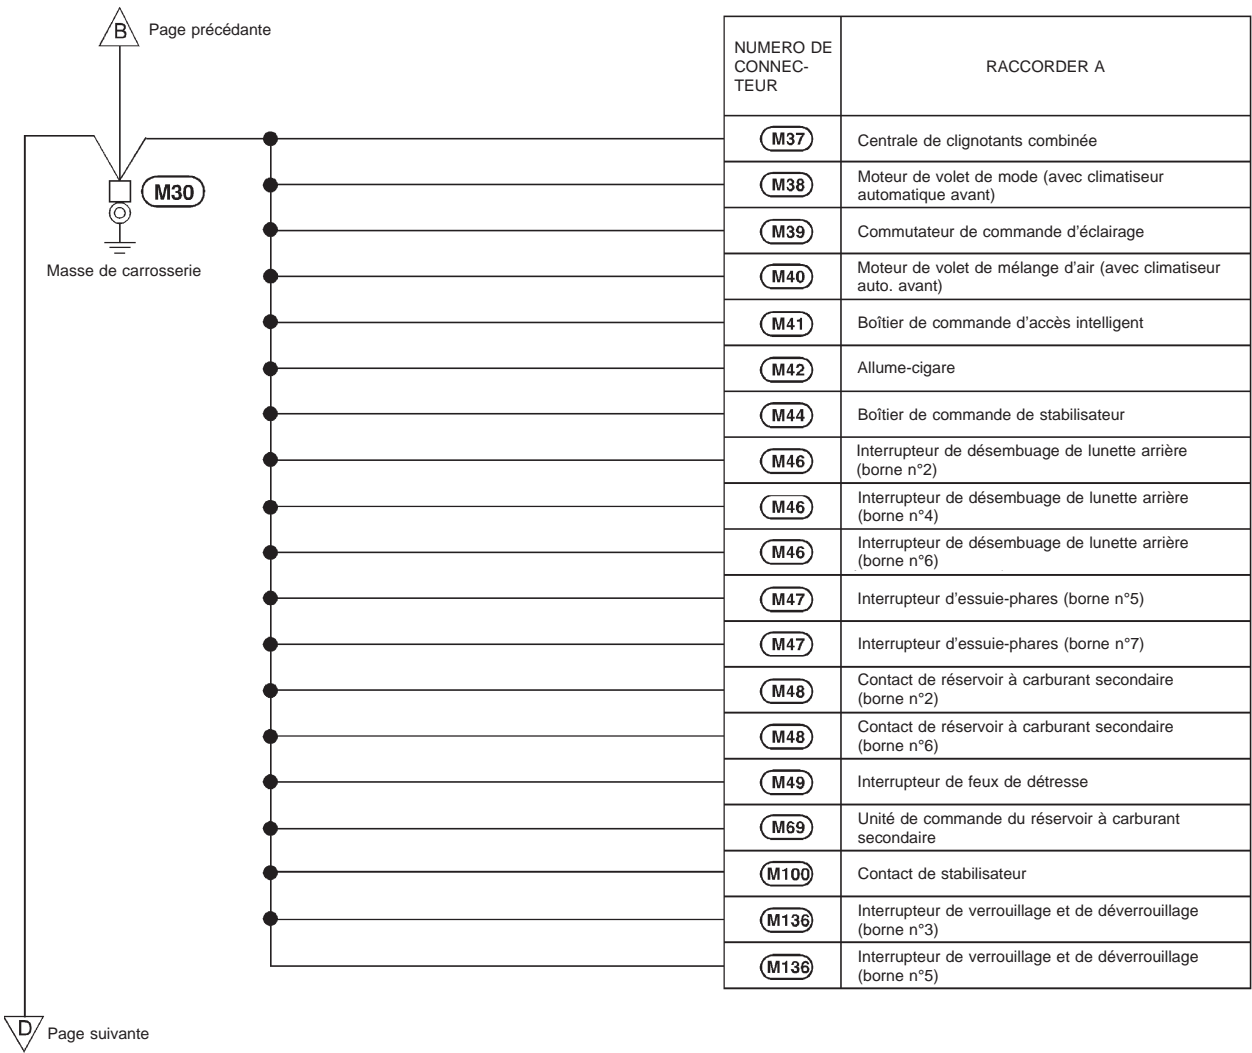 B Page précédante
NUMERO DE
CONNEC-
TEUR
RACCORDER A
M30
Masse de carrosserie
M37 Centrale de clignotants combinée
M38 Moteur de volet de mode (avec climatiseur
automatique avant)
M39 Commutateur de commande d'éclairage
M40 Moteur de volet de mélange d'air (avec climatiseur
auto. avant)
M41 Boîtier de commande d'accès intelligent
M42 Allume-cigare
M44 Boîtier de commande de stabilisateur
M46 Interrupteur de désembuage de lunette arrière
(borne n°2)
M46 Interrupteur de désembuage de lunette arrière
(borne n°4)
M46 Interrupteur de désembuage de lunette arrière
(borne n°6)
M47 Interrupteur d'essuie-phares (borne n°5)
M47 Interrupteur d'essuie-phares (borne n°7)
M48 Contact de réservoir à carburant secondaire
(borne n°2)
M48 Contact de réservoir à carburant secondaire
(borne n°6)
M49 Interrupteur de feux de détresse
M69 Unité de commande du réservoir à carburant
secondaire
M100 Contact de stabilisateur
M136 Interrupteur de verrouillage et de déverrouillage
(borne n°3)
M136 Interrupteur de verrouillage et de déverrouillage
(borne n°5)
D Page suivante